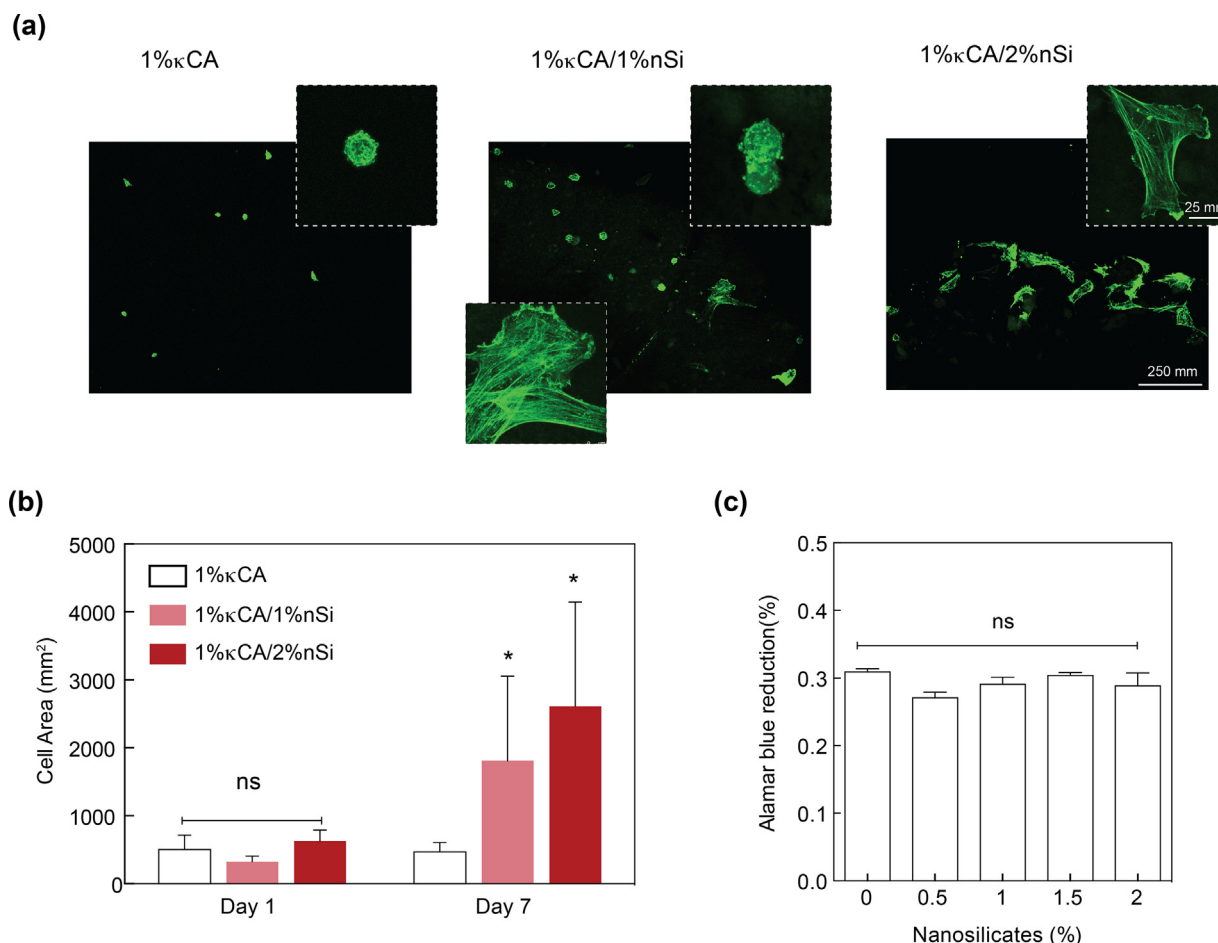 (a)
1%κCA
1%κCA/1%nSi
1%κCA/2%nSi
25 mm
250 mm
(b)
5000
4000
3000
2000
1000
0
Cell Area (mm²)
1%κCA
1%κCA/1%nSi
1%κCA/2%nSi
ns
*
*
Day 1
Day 7
(c)
0.5
0.4
0.3
0.2
0.1
0.0
Alamar blue reduction(%)
ns
0 0.5 1 1.5 2
Nanosilicates (%)